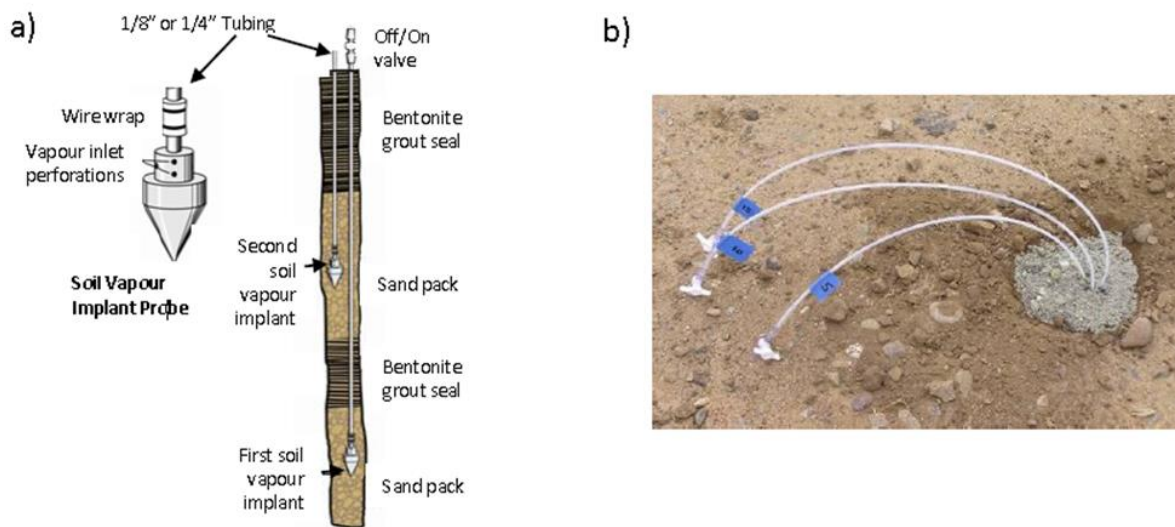 a)
1/8” or 1/4” Tubing
Off/On
valve
Wire wrap
Vapour inlet
perforations
Soil Vapour
Implant Probe
Bentonite
grout seal
Second
soil
vapour
implant
Sand pack
Bentonite
grout seal
First soil
vapour
implant
Sand pack
b)